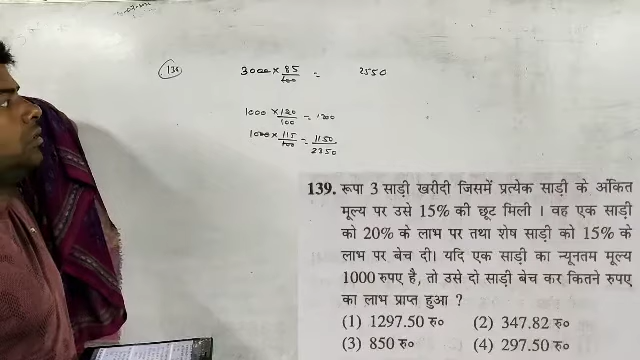 138
3000 × 85/100 = 2550
1000 × 120/100 = 1200
1000 × 115/100 = 1150
2350
139. रूपा 3 साड़ी खरीदी जिसमें प्रत्येक साड़ी के अंकित
मूल्य पर उसे 15% की छूट मिली । वह एक साड़ी
को 20% के लाभ पर तथा शेष साड़ी को 15% के
लाभ पर बेच दी। यदि एक साड़ी का न्यूनतम मूल्य
1000 रुपए है, तो उसे दो साड़ी बेच कर कितने रुपए
का लाभ प्राप्त हुआ ?
(1) 1297.50 रु० (2) 347.82 रु०
(3) 850 रु० (4) 297.50 रु०